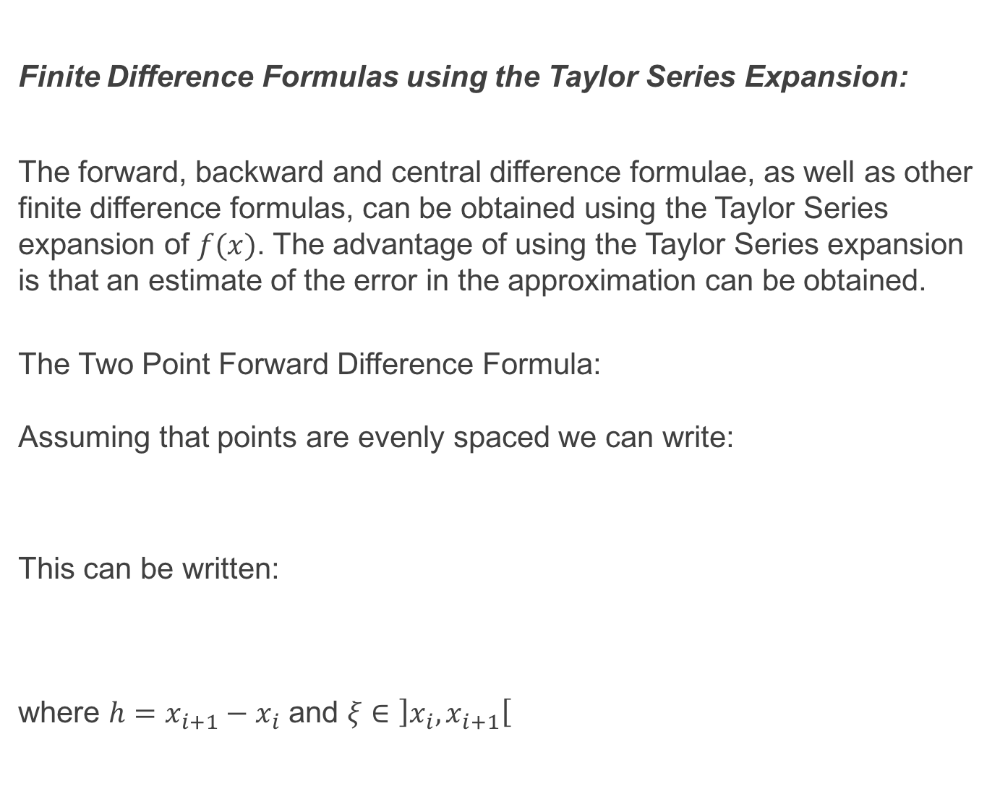 Finite Difference Formulas using the Taylor Series Expansion:
The forward, backward and central difference formulae, as well as other
finite difference formulas, can be obtained using the Taylor Series
expansion of f(x). The advantage of using the Taylor Series expansion
is that an estimate of the error in the approximation can be obtained.
The Two Point Forward Difference Formula:
Assuming that points are evenly spaced we can write:
This can be written:
where h = x_{i+1} − x_i and ξ ∈ ]x_i, x_{i+1}[